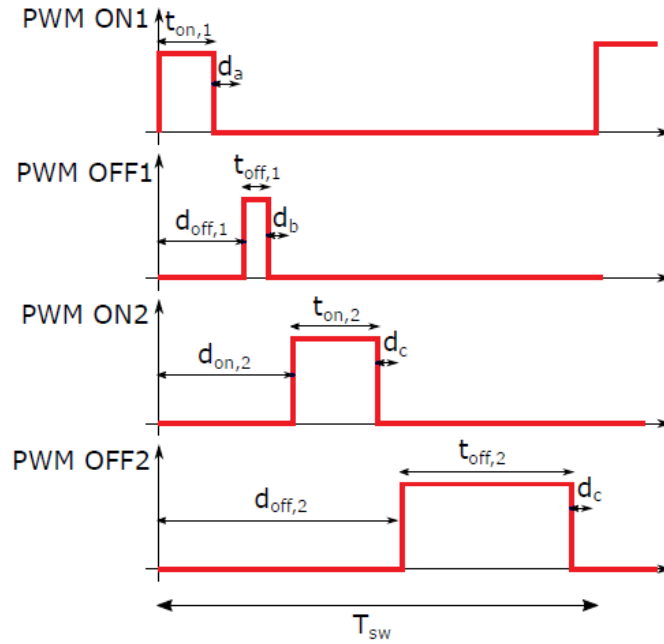 PWM ON1
t_on,1
d_a
PWM OFF1
t_off,1
d_off,1
d_b
PWM ON2
t_on,2
d_on,2
d_c
PWM OFF2
t_off,2
d_off,2
d_c
T_sw